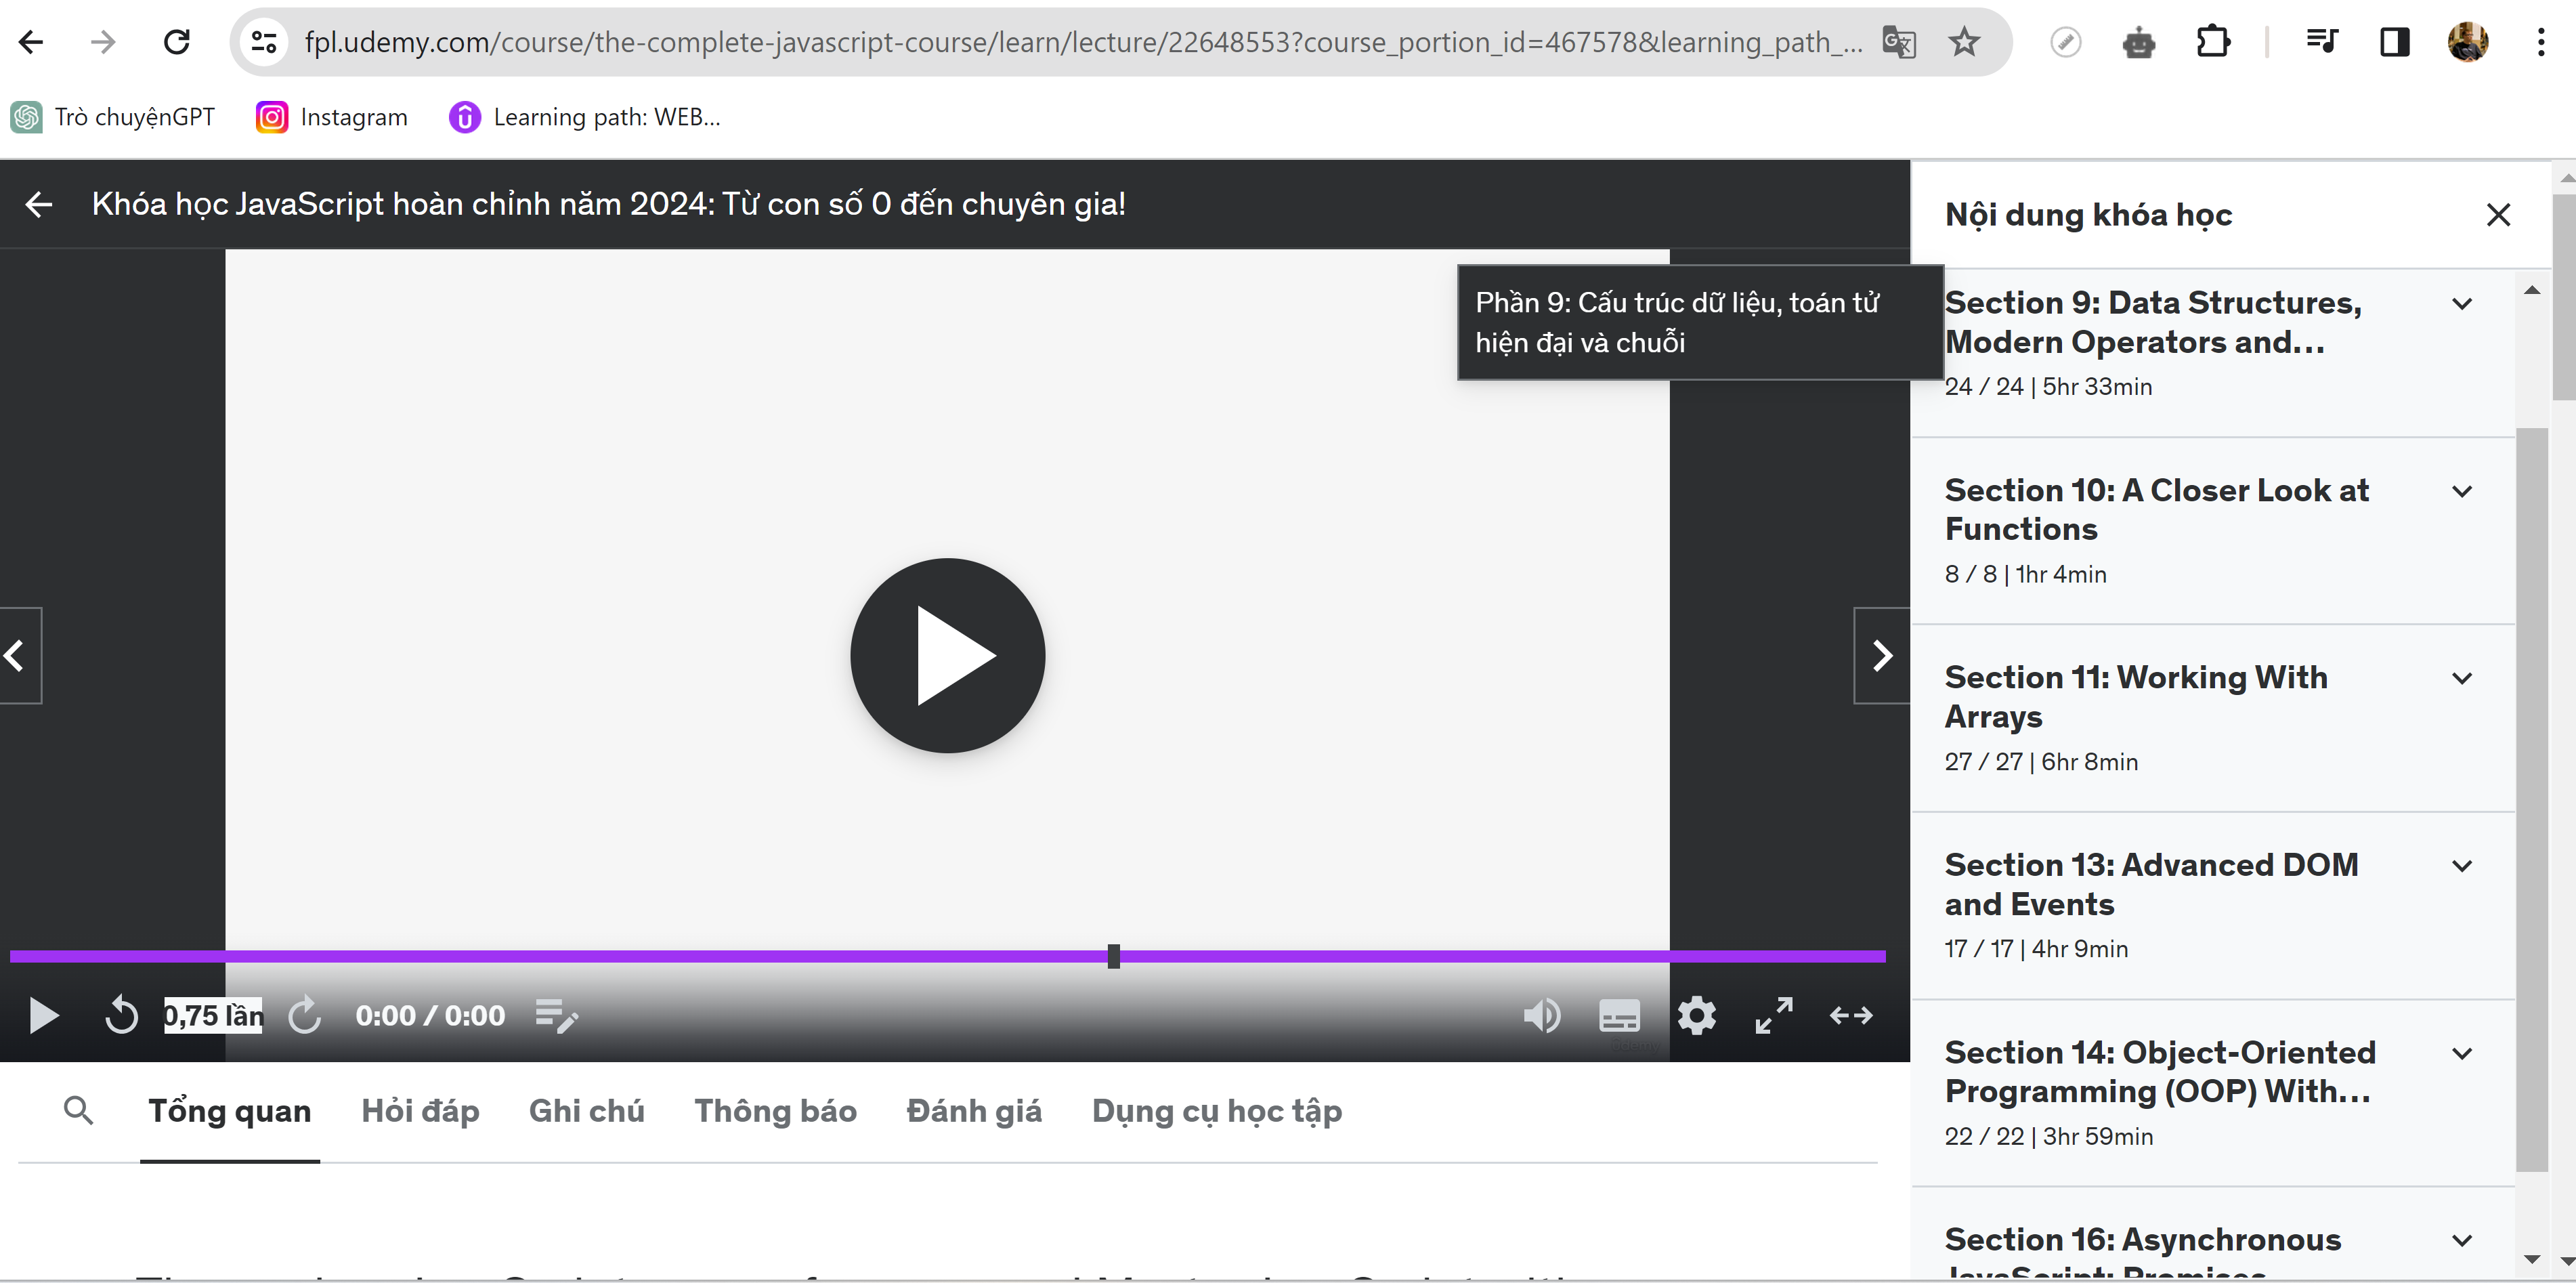 fpl.udemy.com/course/the-complete-javascript-course/learn/lecture/22648553?course_portion_id=467578&learning_path_...
Trò chuyệnGPT
Instagram
Learning path: WEB...
Khóa học JavaScript hoàn chỉnh năm 2024: Từ con số 0 đến chuyên gia!
Phần 9: Cấu trúc dữ liệu, toán tử
hiện đại và chuỗi
0,75 lần
0:00 / 0:00
Tổng quan
Hỏi đáp
Ghi chú
Thông báo
Đánh giá
Dụng cụ học tập
Nội dung khóa học
Section 9: Data Structures,
Modern Operators and...
24 / 24 | 5hr 33min
Section 10: A Closer Look at
Functions
8 / 8 | 1hr 4min
Section 11: Working With
Arrays
27 / 27 | 6hr 8min
Section 13: Advanced DOM
and Events
17 / 17 | 4hr 9min
Section 14: Object-Oriented
Programming (OOP) With...
22 / 22 | 3hr 59min
Section 16: Asynchronous
JavaScript: Promises